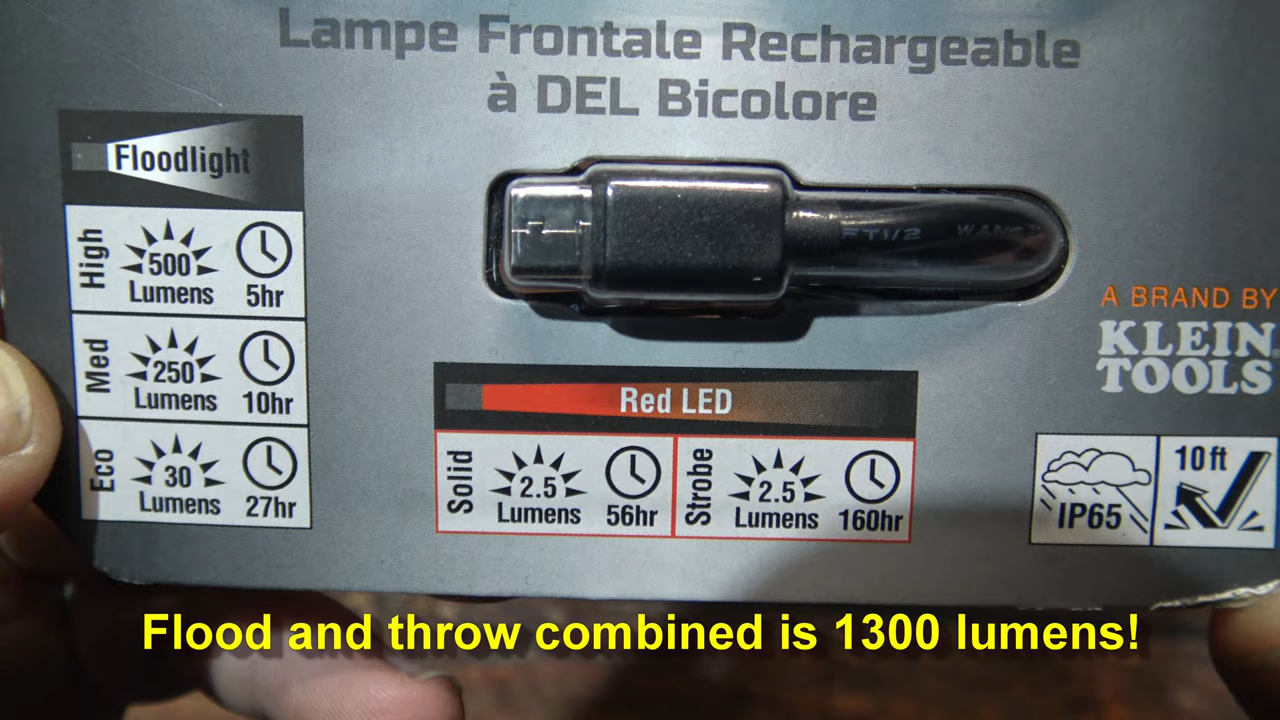 Lampe Frontale Rechargeable
à DEL Bicolore
Floodlight
High
500
Lumens
5hr
Med
250
Lumens
10hr
Eco
30
Lumens
27hr
A BRAND BY
KLEIN
TOOLS
Red LED
Solid
2.5
Lumens
56hr
Strobe
2.5
Lumens
160hr
IP65
10 ft
Flood and throw combined is 1300 lumens!